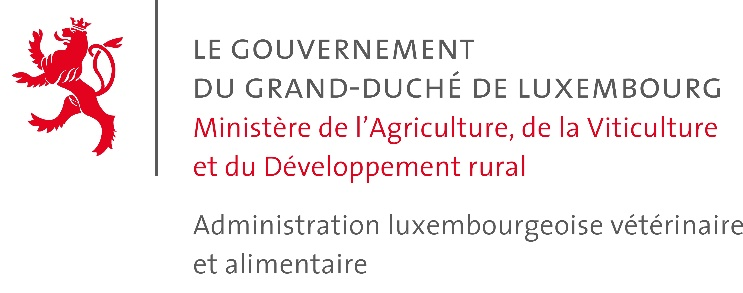 LE GOUVERNEMENT
DU GRAND-DUCHÉ DE LUXEMBOURG
Ministère de l'Agriculture, de la Viticulture
et du Développement rural
Administration luxembourgeoise vétérinaire
et alimentaire